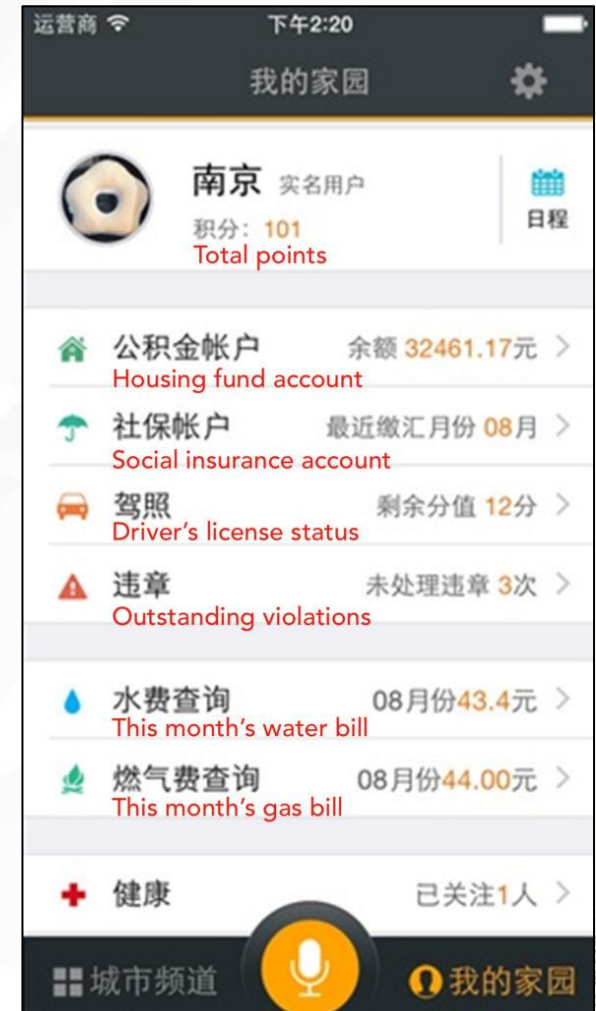 运营商 下午2:20
我的家园
南京 实名用户
积分：101
日程
Total points
公积金帐户 余额 32461.17元
Housing fund account
社保帐户 最近缴汇月份 08月
Social insurance account
驾照 剩余分值 12分
Driver's license status
违章 未处理违章 3次
Outstanding violations
水费查询 08月份43.4元
This month's water bill
燃气费查询 08月份44.00元
This month's gas bill
健康 已关注1人
城市频道 我的家园